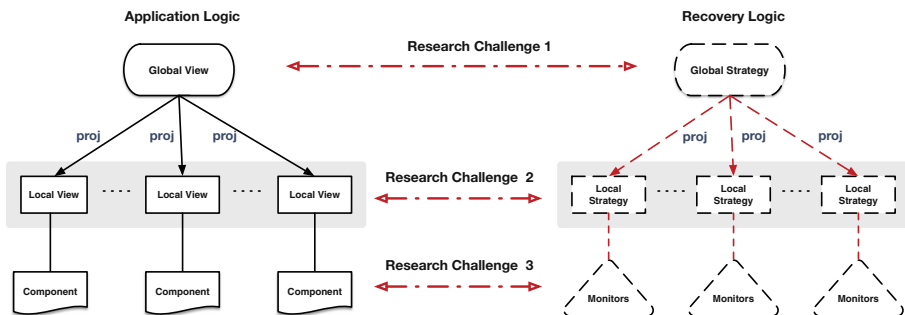 Application Logic
Recovery Logic
Research Challenge 1
Global View
Global Strategy
proj
proj
proj
proj
proj
proj
Research Challenge 2
Local View
.....
Local View
.....
Local View
Local
Strategy
.....
Local
Strategy
.....
Local
Strategy
Research Challenge 3
Component
Component
Component
Monitors
Monitors
Monitors